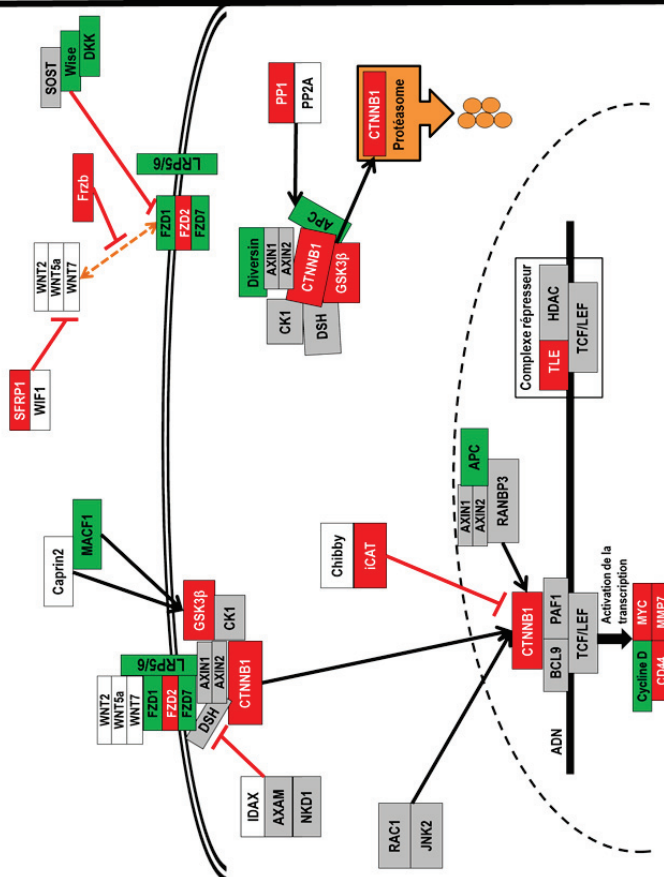 SOST
Wise
DKK
Frzb
WNT2
WNT5a
WNT7
SFRP1
WIF1
FZD1
FZD2
FZD7
LRP5/6
PP1
PP2A
CTNNB1
Protéasome
Diversin
AXIN1
AXIN2
APC
CTNNB1
GSK3β
CK1
DSH
Caprin2
MACF1
WNT2
WNT5a
WNT7
FZD1
FZD2
FZD7
LRP5/6
GSK3β
CK1
AXIN1
AXIN2
DSH
CTNNB1
IDAX
AXAM
NKD1
RAC1
JNK2
Chibby
iCAT
AXIN1
AXIN2
APC
RANBP3
CTNNB1
BCL9
PAF1
TCF/LEF
ADN
Complexe répresseur
TLE
HDAC
TCF/LEF
Activation de la
transcription
Cycline D
MYC
CD44
MMP7